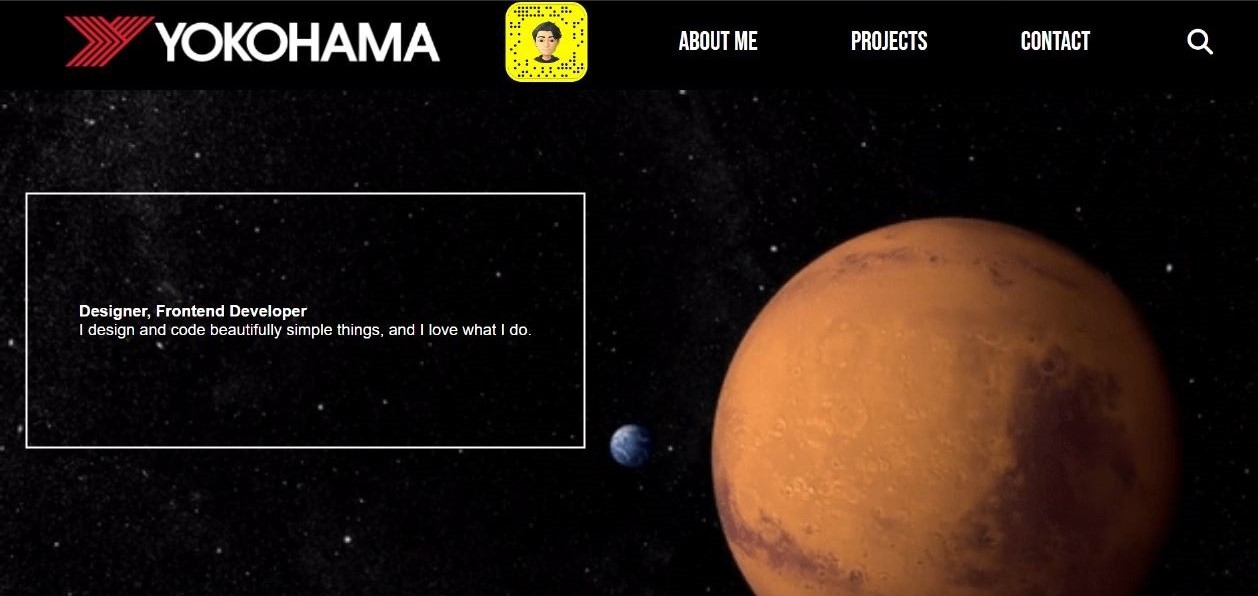 YOKOHAMA
ABOUT ME
PROJECTS
CONTACT
Designer, Frontend Developer
I design and code beautifully simple things, and I love what I do.